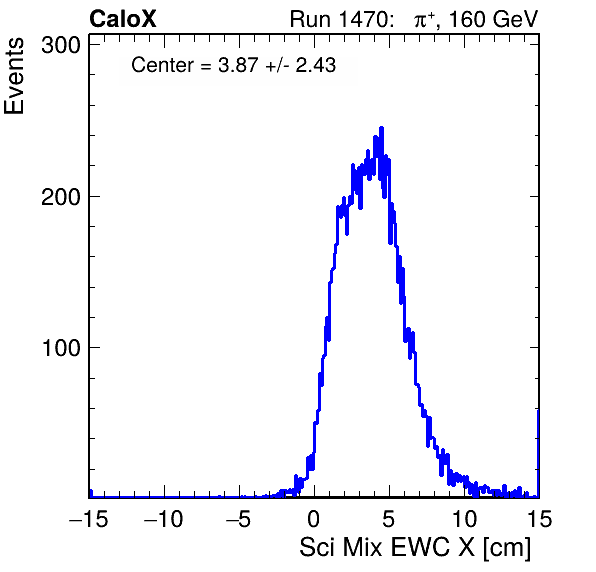 CaloX Run 1470: π⁺, 160 GeV
Center = 3.87 +/- 2.43
Events
300
200
100
−15 −10 −5 0 5 10 15
Sci Mix EWC X [cm]